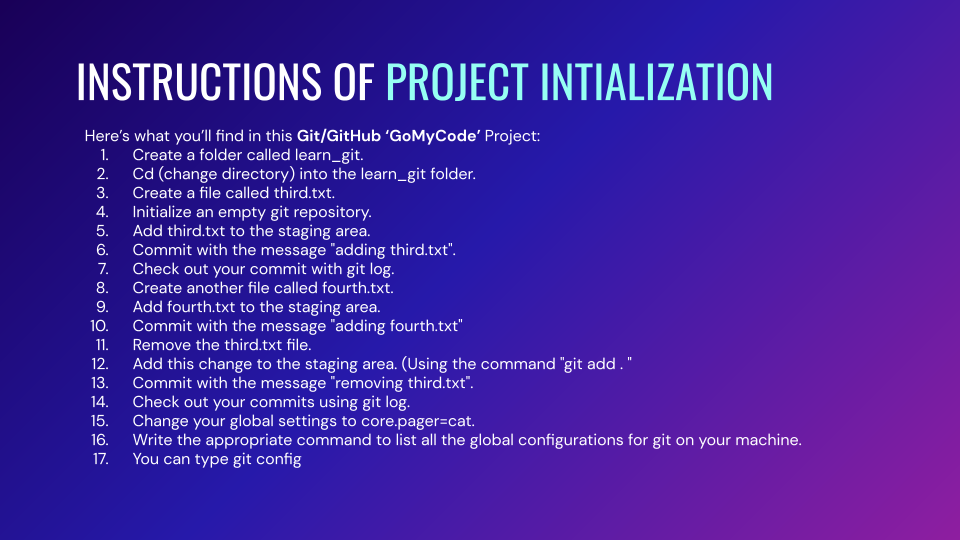 INSTRUCTIONS OF PROJECT INTIALIZATION
Here’s what you’ll find in this Git/GitHub ‘GoMyCode’ Project:
1. Create a folder called learn_git.
2. Cd (change directory) into the learn_git folder.
3. Create a file called third.txt.
4. Initialize an empty git repository.
5. Add third.txt to the staging area.
6. Commit with the message "adding third.txt".
7. Check out your commit with git log.
8. Create another file called fourth.txt.
9. Add fourth.txt to the staging area.
10. Commit with the message "adding fourth.txt"
11. Remove the third.txt file.
12. Add this change to the staging area. (Using the command "git add . "
13. Commit with the message "removing third.txt".
14. Check out your commits using git log.
15. Change your global settings to core.pager=cat.
16. Write the appropriate command to list all the global configurations for git on your machine.
17. You can type git config